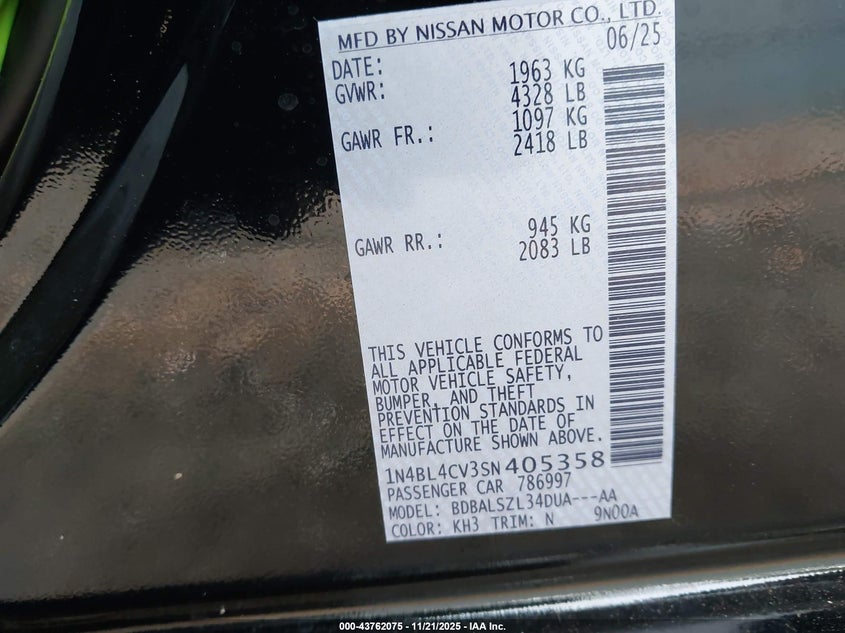 MFD BY NISSAN MOTOR CO., LTD.
06/25
DATE:
GVWR:
1963 KG
4328 LB
GAWR FR.:
1097 KG
2418 LB
GAWR RR.:
945 KG
2083 LB
THIS VEHICLE CONFORMS TO
ALL APPLICABLE FEDERAL
MOTOR VEHICLE SAFETY,
BUMPER, AND THEFT
PREVENTION STANDARDS IN
EFFECT ON THE DATE OF
MANUFACTURE SHOWN ABOVE.
1N4BL4CV3SN405358
PASSENGER CAR 786997
MODEL: BDBALSZL34DUA---AA
COLOR: KH3 TRIM: N 9N00A
000-43762075 - 11/21/2025 - IAA Inc.